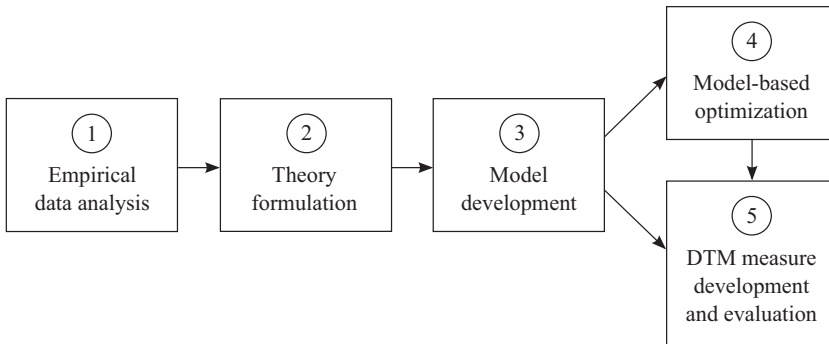 1
Empirical
data analysis
2
Theory
formulation
3
Model
development
4
Model-based
optimization
5
DTM measure
development
and evaluation